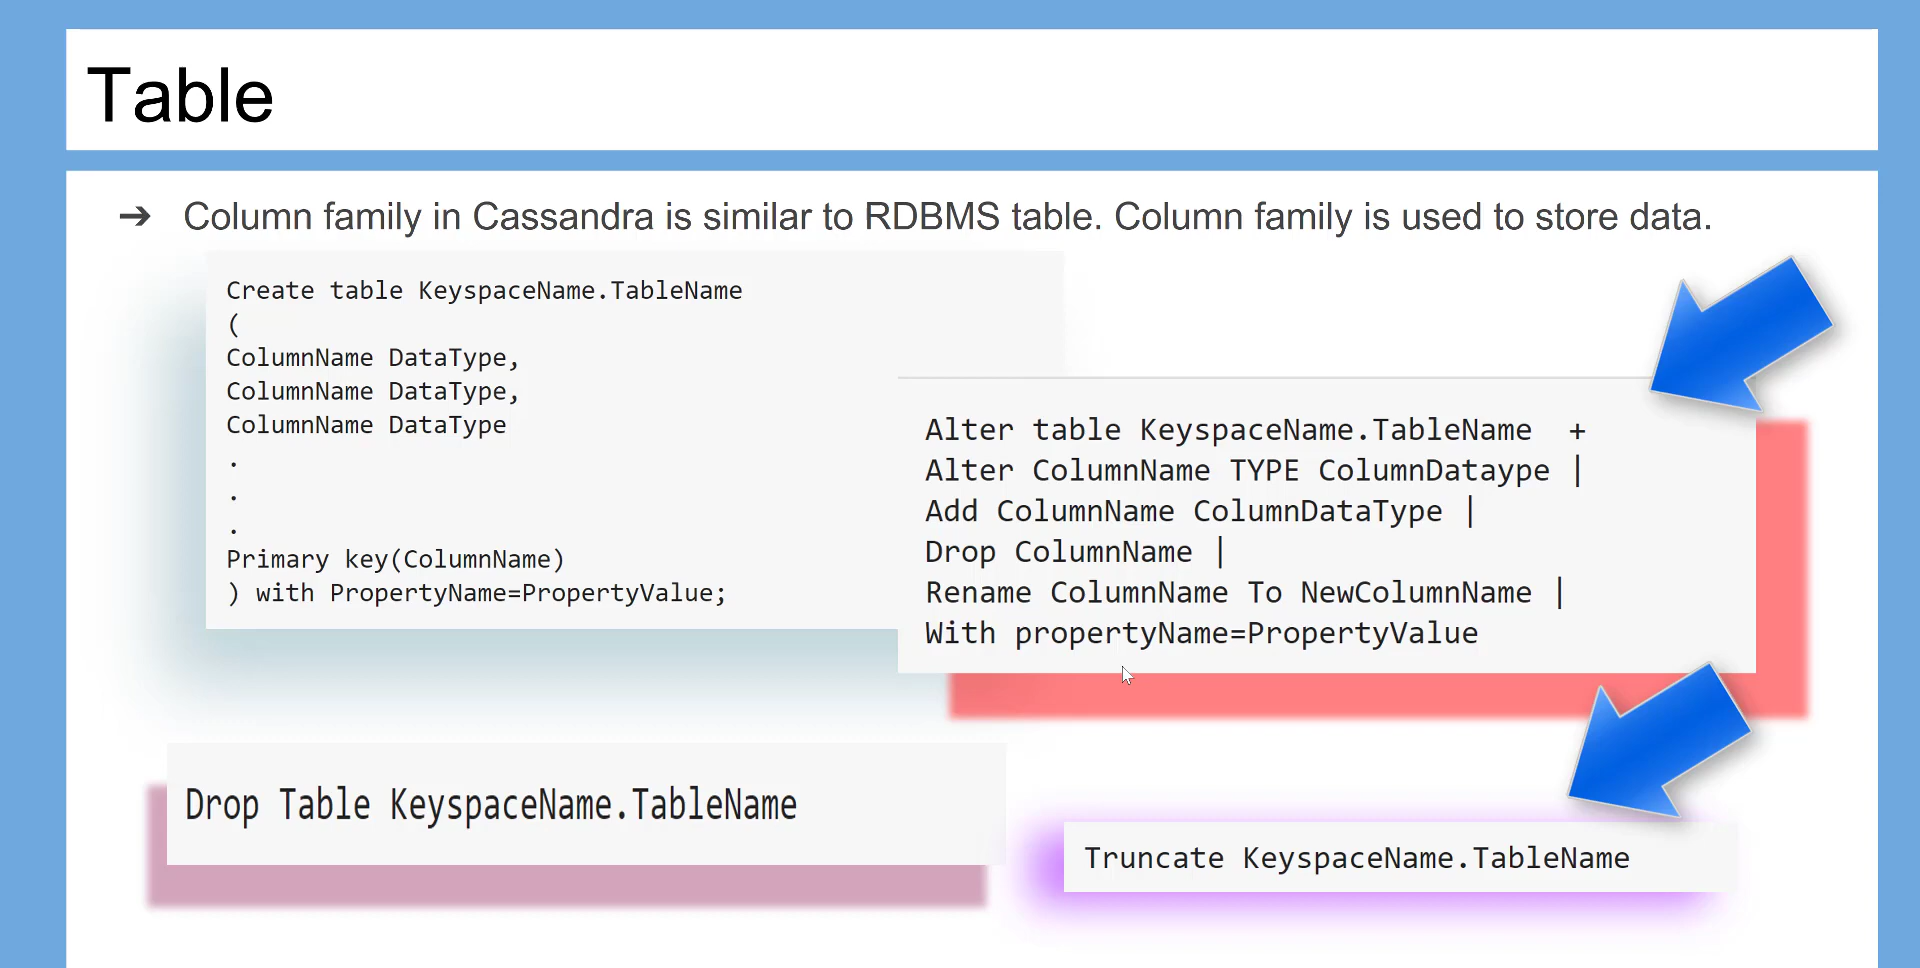 Table
➔ Column family in Cassandra is similar to RDBMS table. Column family is used to store data.
Create table KeyspaceName.TableName
(
ColumnName DataType,
ColumnName DataType,
ColumnName DataType
.
.
.
Primary key(ColumnName)
) with PropertyName=PropertyValue;
Alter table KeyspaceName.TableName +
Alter ColumnName TYPE ColumnDataype |
Add ColumnName ColumnDataType |
Drop ColumnName |
Rename ColumnName To NewColumnName |
With propertyName=PropertyValue
Drop Table KeyspaceName.TableName
Truncate KeyspaceName.TableName